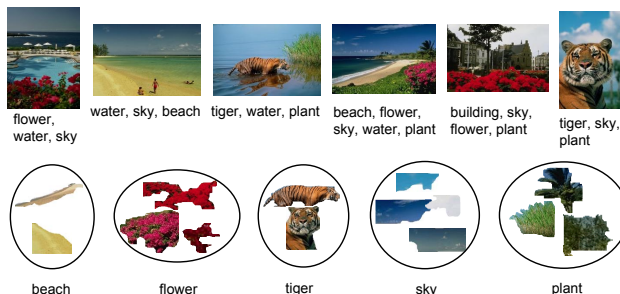 flower,
water, sky
water, sky, beach
tiger, water, plant
beach, flower,
sky, water, plant
building, sky,
flower, plant
tiger, sky,
plant
beach
flower
tiger
sky
plant